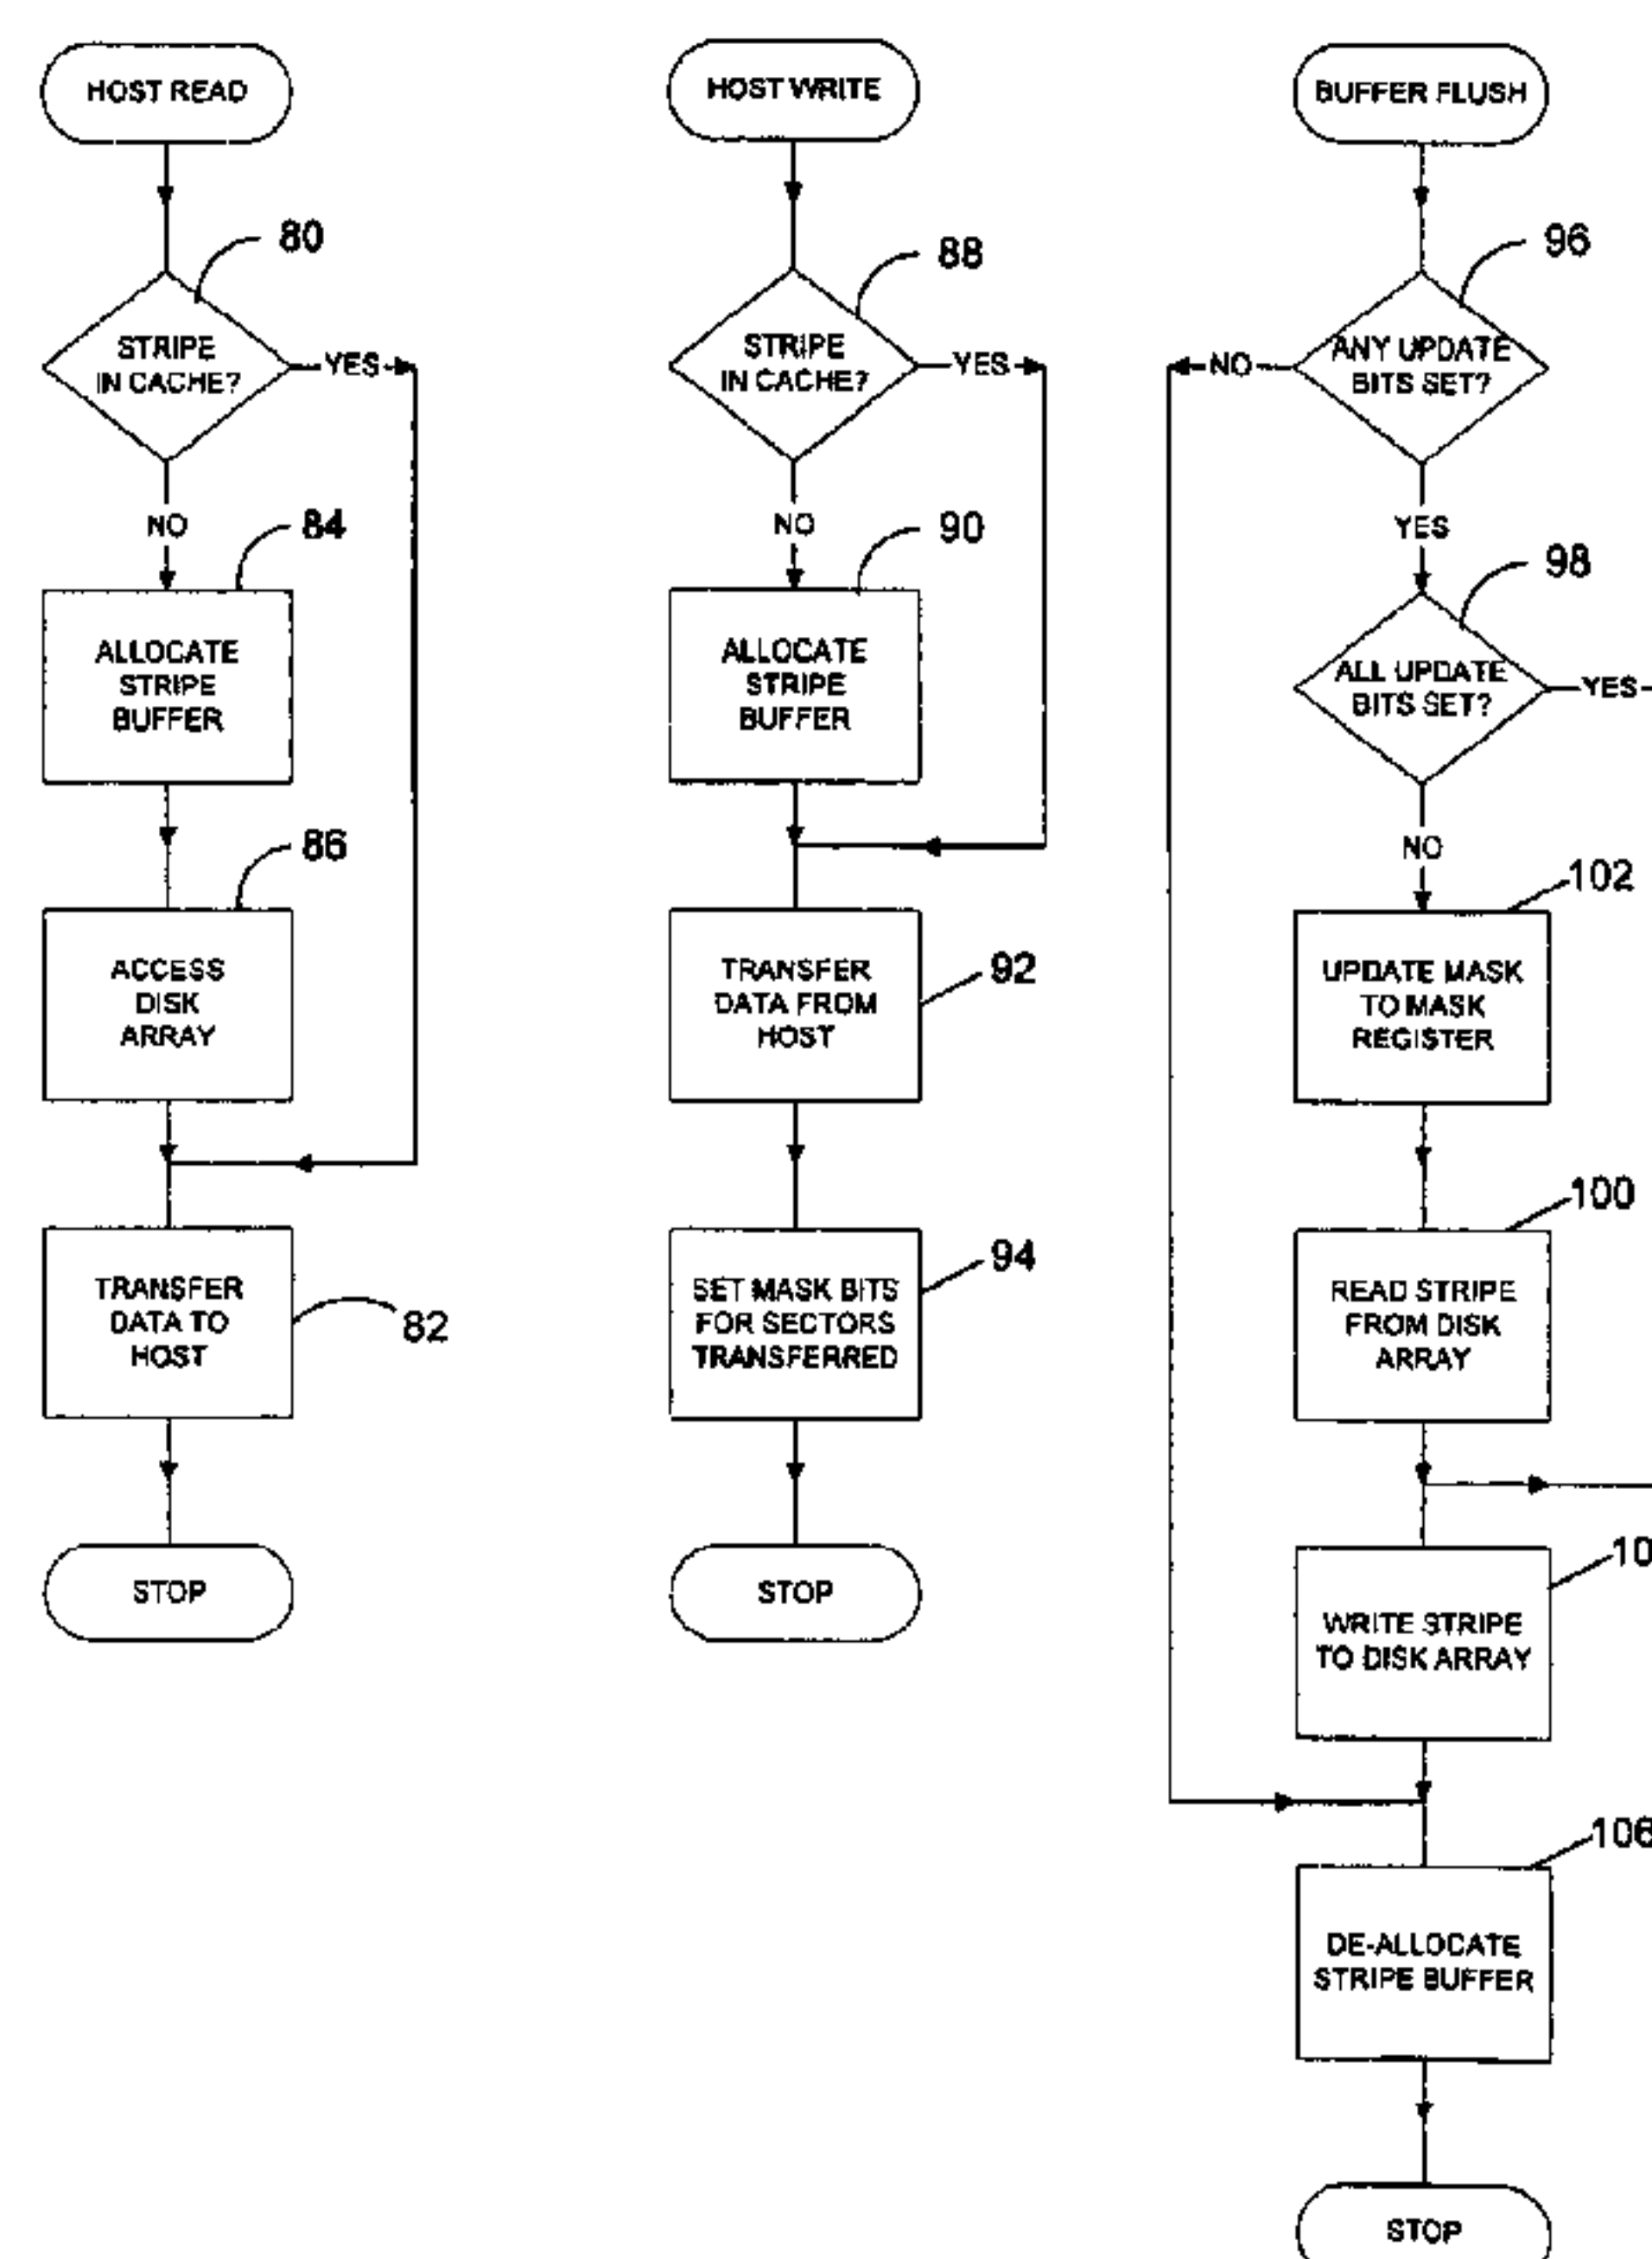 HOST READ
80
STRIPE
IN CACHE?
YES
NO
84
ALLOCATE
STRIPE
BUFFER
86
ACCESS
DISK
ARRAY
TRANSFER
DATA TO
HOST
82
STOP
HOST WRITE
88
STRIPE
IN CACHE?
YES
NO
90
ALLOCATE
STRIPE
BUFFER
TRANSFER
DATA FROM
HOST
92
SET MASK BITS
FOR SECTORS
TRANSFERRED
94
STOP
BUFFER FLUSH
96
ANY UPDATE
BITS SET?
NO
YES
98
ALL UPDATE
BITS SET?
YES
NO
102
UPDATE MASK
TO MASK
REGISTER
100
READ STRIPE
FROM DISK
ARRAY
WRITE STRIPE
TO DISK ARRAY
106
DE-ALLOCATE
STRIPE BUFFER
STOP